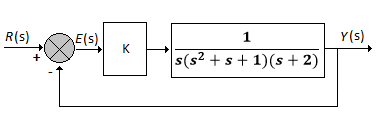 R(s)
+
-
E(s)
K
1
s(s² + s + 1)(s + 2)
Y(s)